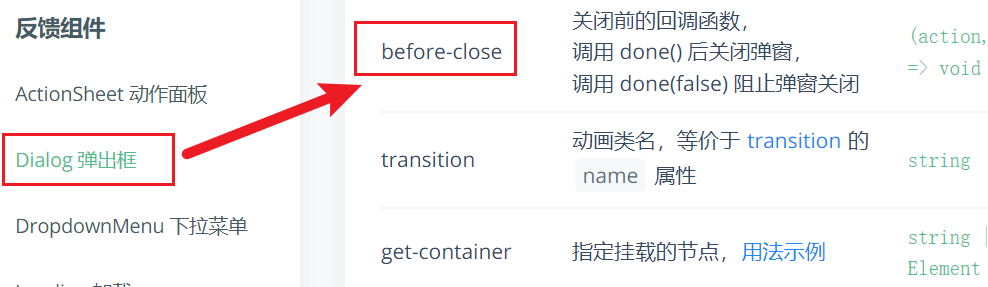 反馈组件
ActionSheet 动作面板
Dialog 弹出框
DropdownMenu 下拉菜单
before-close
关闭前的回调函数，
调用 done() 后关闭弹窗，
调用 done(false) 阻止弹窗关闭
(action,
=> void
transition
动画类名，等价于 transition 的
name 属性
string
get-container
指定挂载的节点，用法示例
string |
Element